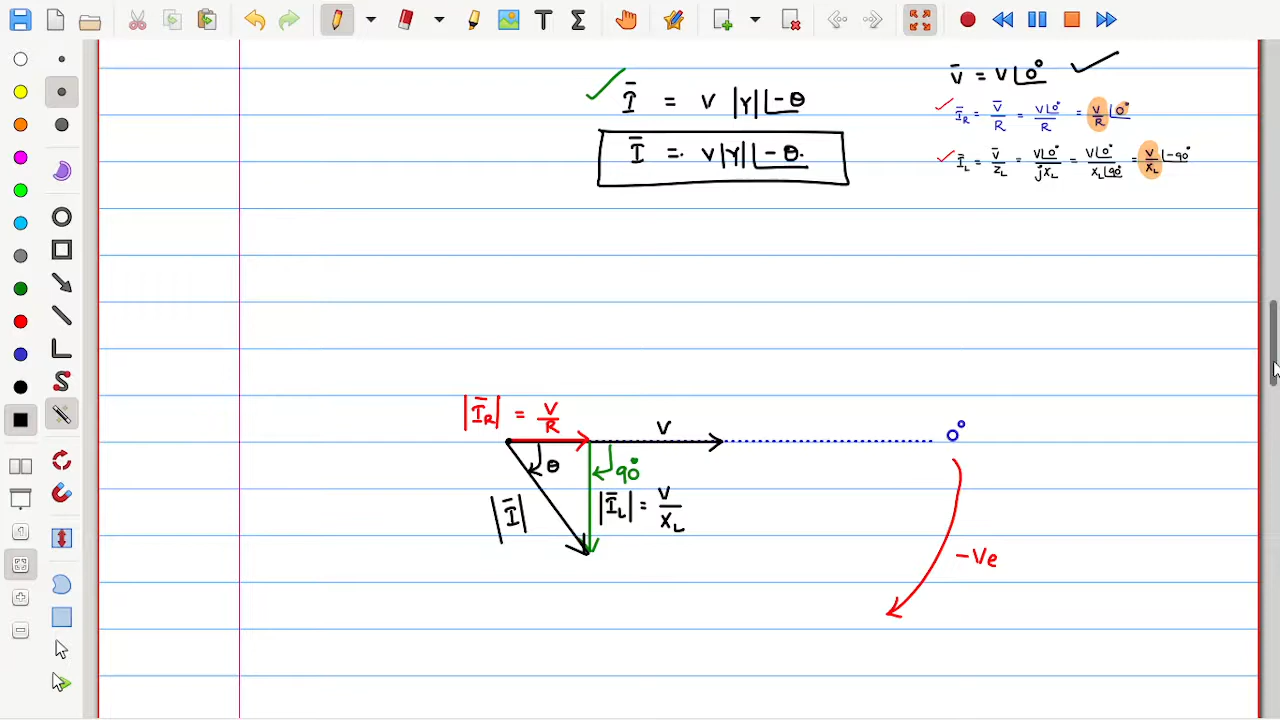 Ī = V |Y| ∠-θ
Ī = V|Y| ∠-θ.
V̄ = V∠0°
Ī_R = V̄/R = V∠0°/R = V/R ∠0°
Ī_L = V̄/Z_L = V∠0°/jX_L = V∠0°/X_L∠90° = V/X_L ∠-90°
|Ī_R| = V/R
V
0°
θ
90°
|Ī|
|Ī_L| = V/X_L
-Ve